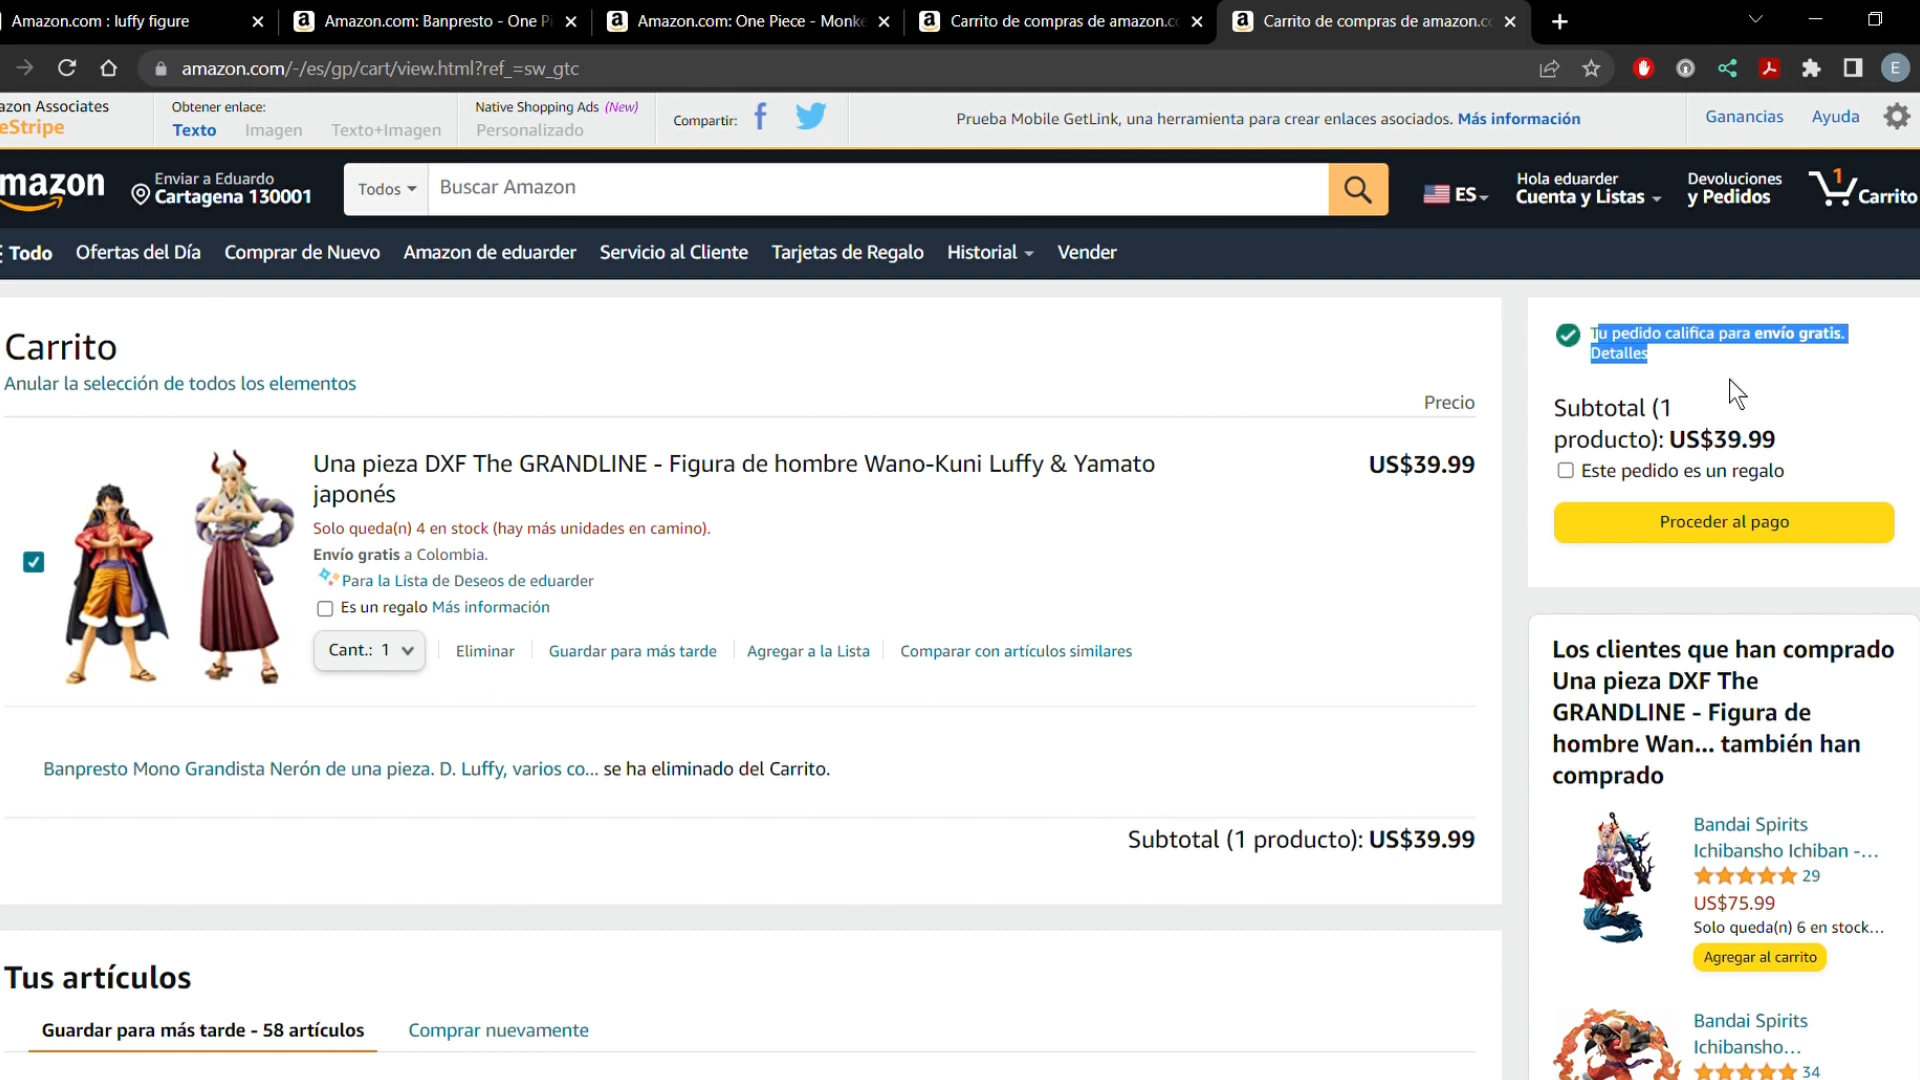 Amazon.com : luffy figure
Amazon.com: Banpresto - One Pi
Amazon.com: One Piece - Monke
Carrito de compras de amazon.co
Carrito de compras de amazon.co
amazon.com/-/es/gp/cart/view.html?ref_=sw_gtc
E
azon Associates
eStripe
Obtener enlace:
Texto Imagen Texto+Imagen
Native Shopping Ads (New)
Personalizado
Compartir:
Prueba Mobile GetLink, una herramienta para crear enlaces asociados. Más información
Ganancias Ayuda
mazon
Enviar a Eduardo
Cartagena 130001
Todos
Buscar Amazon
ES
Hola eduarder
Cuenta y Listas
Devoluciones
y Pedidos
1
Carrito
Todo Ofertas del Día Comprar de Nuevo Amazon de eduarder Servicio al Cliente Tarjetas de Regalo Historial Vender
Carrito
Anular la selección de todos los elementos
Precio
Una pieza DXF The GRANDLINE - Figura de hombre Wano-Kuni Luffy & Yamato
japonés
US$39.99
Solo queda(n) 4 en stock (hay más unidades en camino).
Envío gratis a Colombia.
Para la Lista de Deseos de eduarder
Es un regalo Más información
Cant.: 1 Eliminar Guardar para más tarde Agregar a la Lista Comparar con artículos similares
Banpresto Mono Grandista Nerón de una pieza. D. Luffy, varios co... se ha eliminado del Carrito.
Subtotal (1 producto): US$39.99
Tus artículos
Guardar para más tarde - 58 artículos Comprar nuevamente
Tu pedido califica para envío gratis.
Detalles
Subtotal (1
producto): US$39.99
Este pedido es un regalo
Proceder al pago
Los clientes que han comprado
Una pieza DXF The
GRANDLINE - Figura de
hombre Wan... también han
comprado
Bandai Spirits
Ichibansho Ichiban -...
29
US$75.99
Solo queda(n) 6 en stock...
Agregar al carrito
Bandai Spirits
Ichibansho...
34